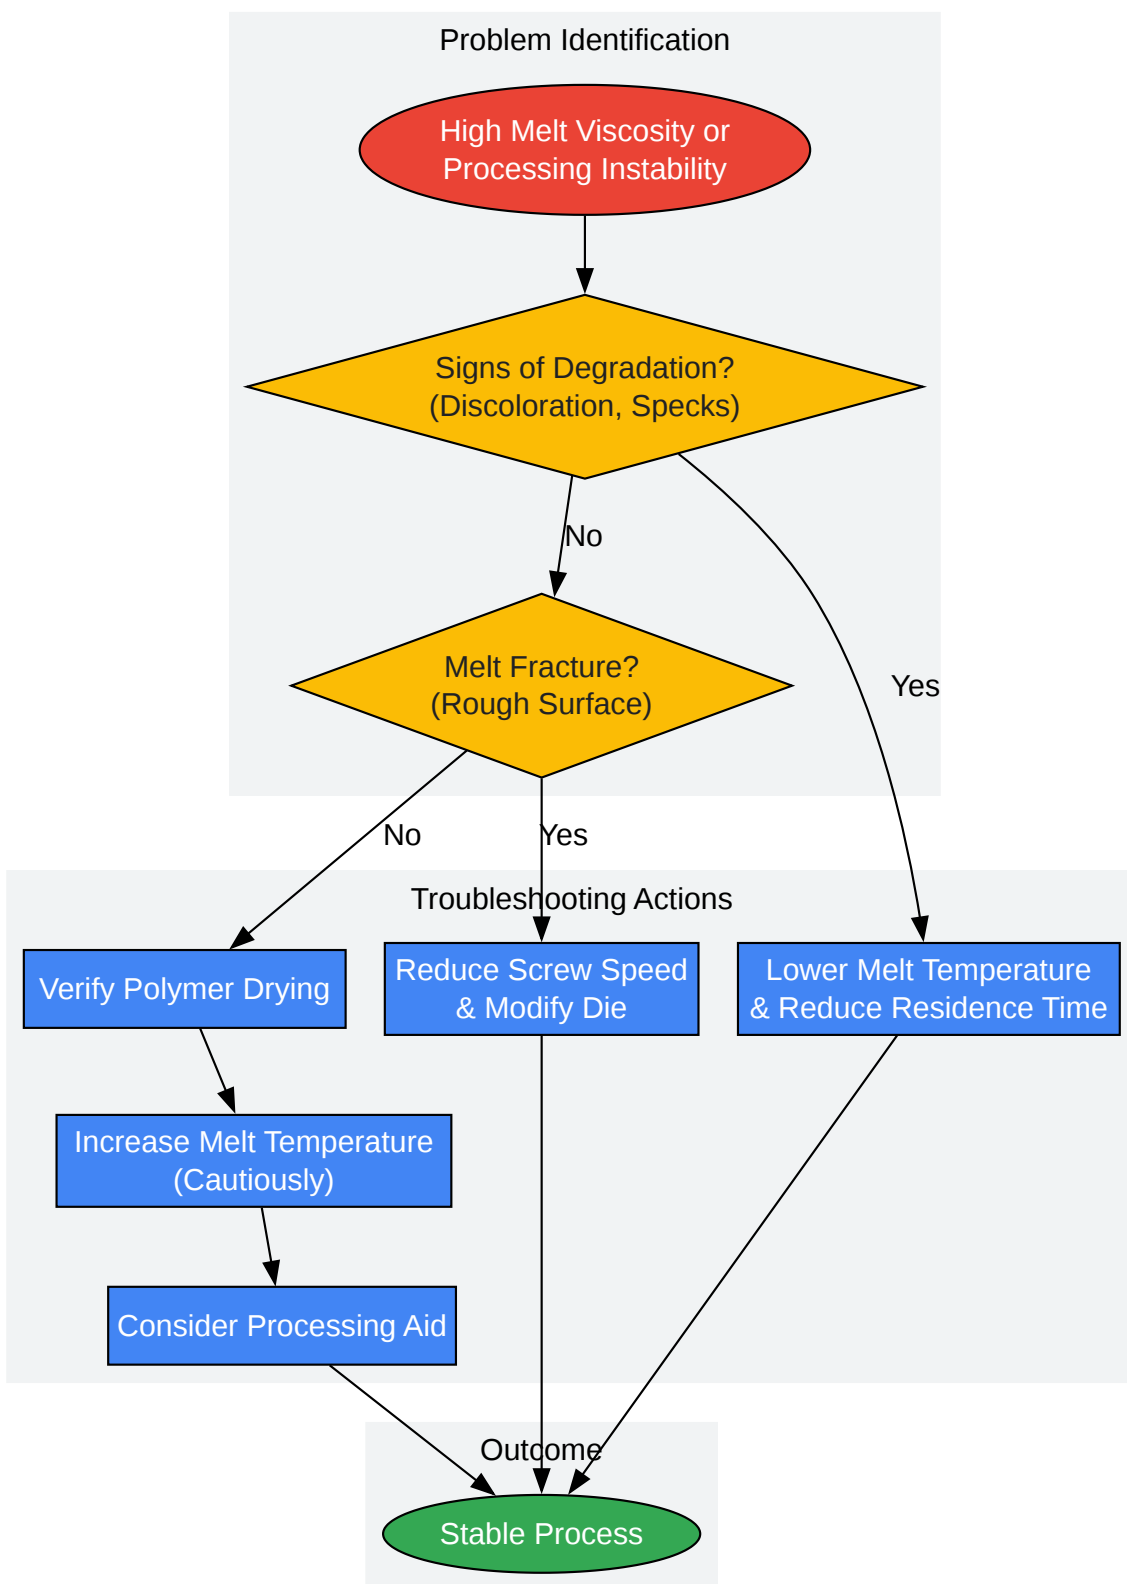 Problem Identification
High Melt Viscosity or
Processing Instability
Signs of Degradation?
(Discoloration, Specks)
No
Melt Fracture?
(Rough Surface)
Yes
No
Yes
Troubleshooting Actions
Verify Polymer Drying
Reduce Screw Speed
& Modify Die
Lower Melt Temperature
& Reduce Residence Time
Increase Melt Temperature
(Cautiously)
Consider Processing Aid
Outcome
Stable Process